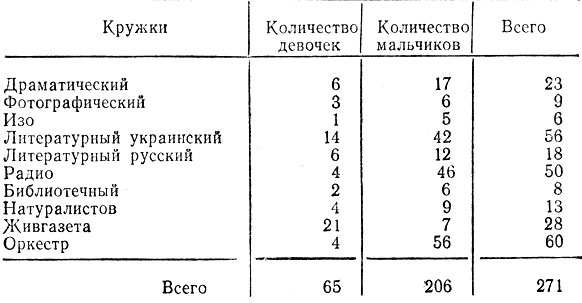 Кружки Количество девочек Количество мальчиков Всего
Драматический 6 17 23
Фотографический 3 6 9
Изо 1 5 6
Литературный украинский 14 42 56
Литературный русский 6 12 18
Радио 4 46 50
Библиотечный 2 6 8
Натуралистов 4 9 13
Живгазета 21 7 28
Оркестр 4 56 60
Всего 65 206 271